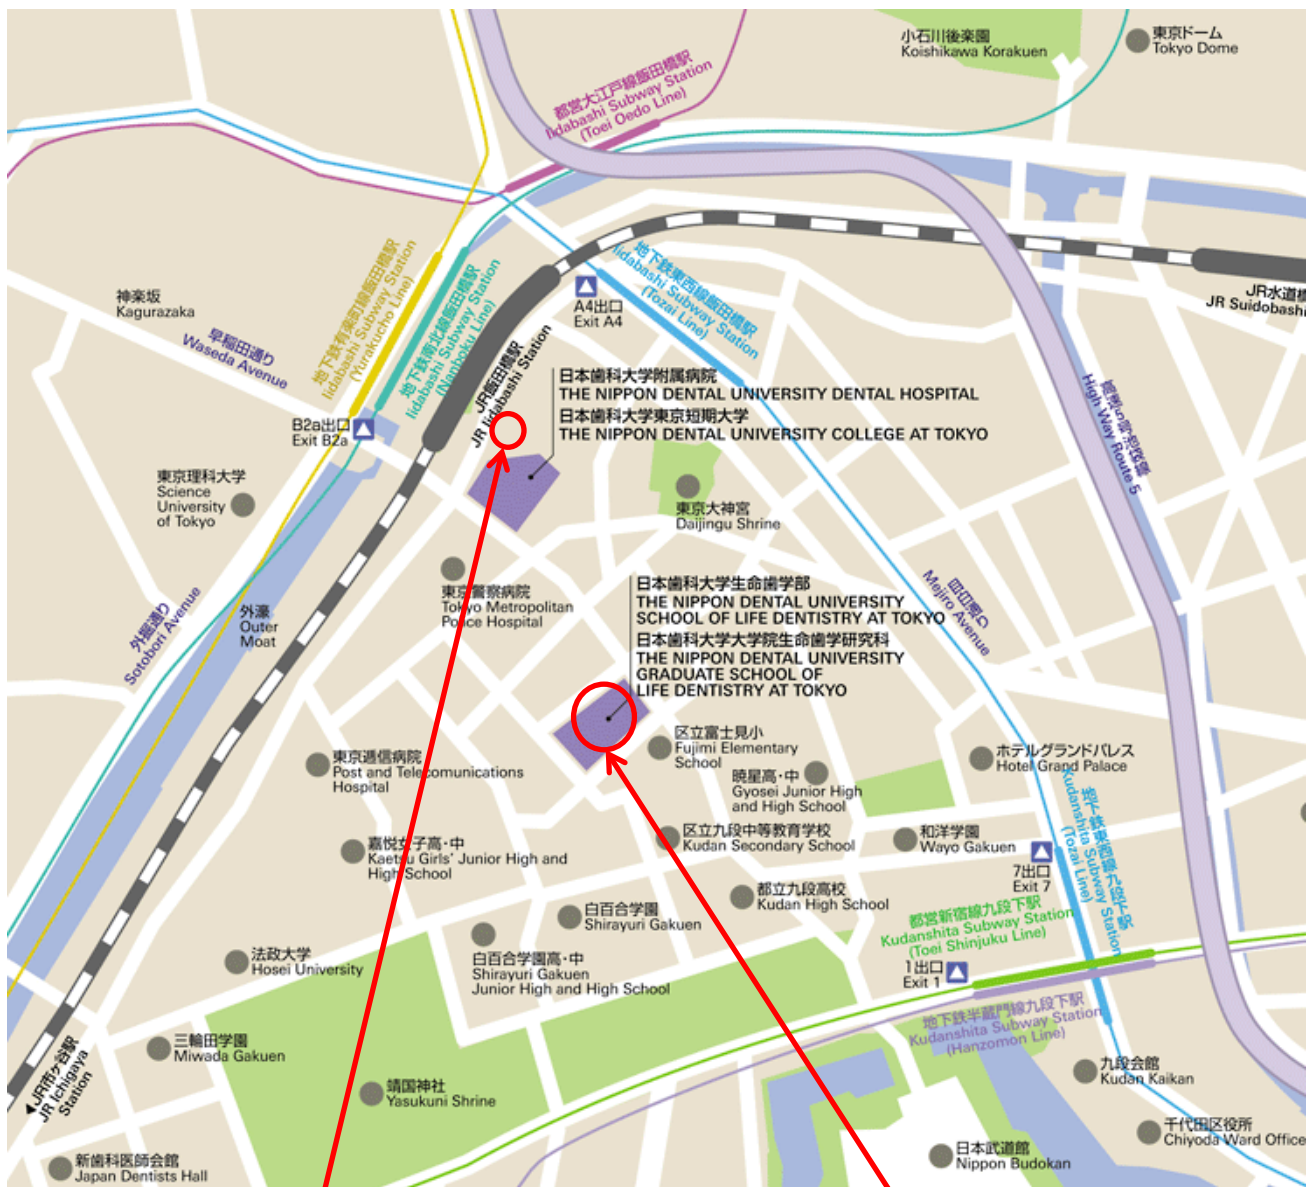 小石川後楽園
Koishikawa Korakuen
東京ドーム
Tokyo Dome
都営大江戸線飯田橋駅
Iidabashi Subway Station
(Toei Oedo Line)
神楽坂
Kagurazaka
早稲田通り
Waseda Avenue
地下鉄有楽町線飯田橋駅
Iidabashi Subway Station
(Yurakucho Line)
地下鉄南北線飯田橋駅
Iidabashi Subway Station
(Nanboku Line)
A4出口
Exit A4
地下鉄東西線飯田橋駅
Iidabashi Subway Station
(Tozai Line)
JR水道橋
JR Suidobashi
JR飯田橋駅
JR Iidabashi Station
日本歯科大学附属病院
THE NIPPON DENTAL UNIVERSITY DENTAL HOSPITAL
日本歯科大学東京短期大学
THE NIPPON DENTAL UNIVERSITY COLLEGE AT TOKYO
High Way Route 5
B2a出口
Exit B2a
東京理科大学
Science
University
of Tokyo
東京大神宮
Daijingu Shrine
東京警察病院
Tokyo Metropolitan
Police Hospital
外濠
Outer
Moat
外堀通り
Sotobori Avenue
日本歯科大学生命歯学部
THE NIPPON DENTAL UNIVERSITY
SCHOOL OF LIFE DENTISTRY AT TOKYO
日本歯科大学大学院生命歯学研究科
THE NIPPON DENTAL UNIVERSITY
GRADUATE SCHOOL OF
LIFE DENTISTRY AT TOKYO
目白通り
Mejiro Avenue
区立富士見小
Fujimi Elementary
School
東京逓信病院
Post and Telecomunications
Hospital
暁星高・中
Gyosei Junior High
and High School
ホテルグランドパレス
Hotel Grand Palace
地下鉄東西線九段下駅
Kudanshita Subway Station
(Tozai Line)
嘉悦女子高・中
Kaetsu Girls' Junior High and
High School
区立九段中等教育学校
Kudan Secondary School
和洋学園
Wayo Gakuen
7出口
Exit 7
都立九段高校
Kudan High School
白百合学園
Shirayuri Gakuen
都営新宿線九段下駅
Kudanshita Subway Station
(Toei Shinjuku Line)
法政大学
Hosei University
白百合学園高・中
Shirayuri Gakuen
Junior High and High School
1出口
Exit 1
地下鉄半蔵門線九段下駅
Kudanshita Subway Station
(Hanzomon Line)
三輪田学園
Miwada Gakuen
JR市ヶ谷駅
JR Ichigaya
Station
靖国神社
Yasukuni Shrine
九段会館
Kudan Kaikan
千代田区役所
Chiyoda Ward Office
新歯科医師会館
Japan Dentists Hall
日本武道館
Nippon Budokan